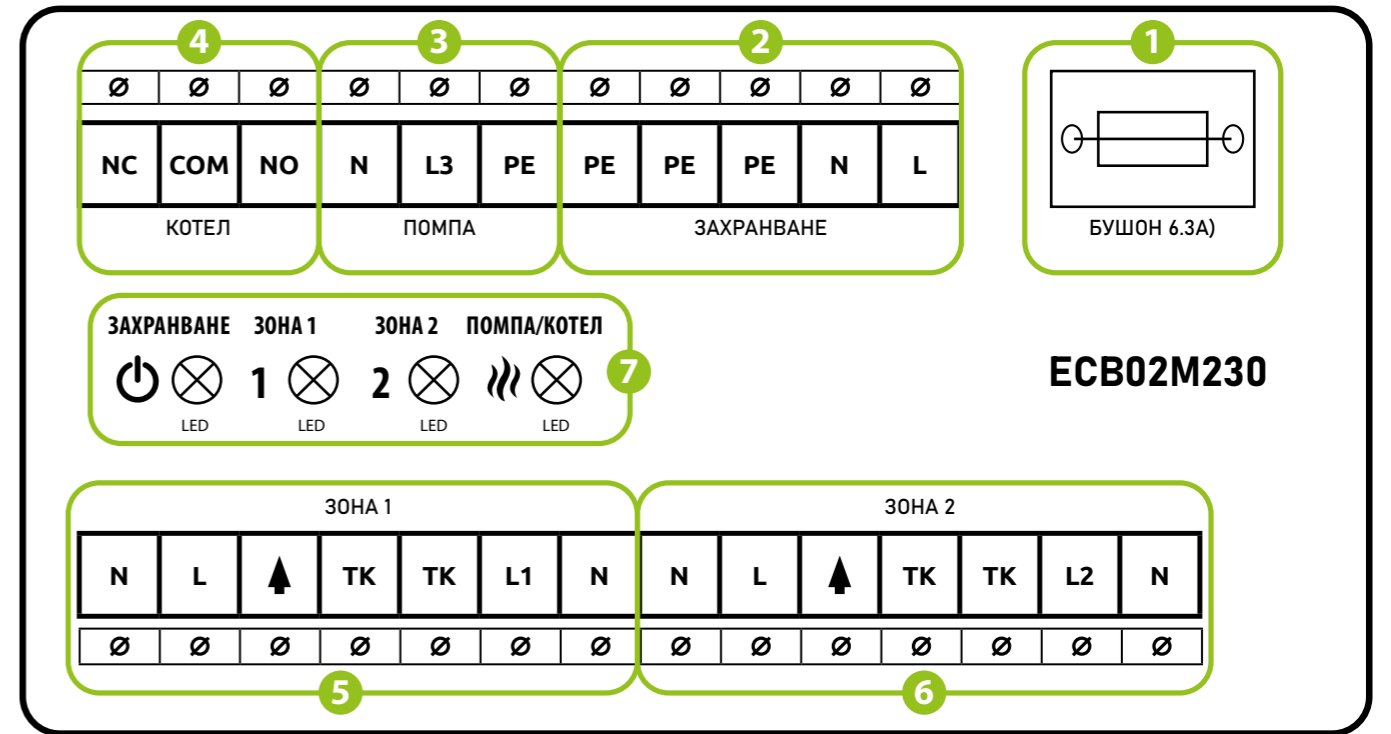 4 3 2 1
Ø Ø Ø Ø Ø Ø Ø Ø Ø Ø Ø
NC COM NO N L3 PE PE PE PE N L
КОТЕЛ ПОМПА ЗАХРАНВАНЕ БУШОН 6.3A)
ЗАХРАНВАНЕ ЗОНА 1 ЗОНА 2 ПОМПА/КОТЕЛ
1 2 7
LED LED LED LED
ECB02M230
ЗОНА 1 ЗОНА 2
N L TK TK L1 N N L TK TK L2 N
Ø Ø Ø Ø Ø Ø Ø Ø Ø Ø Ø Ø Ø Ø
5 6